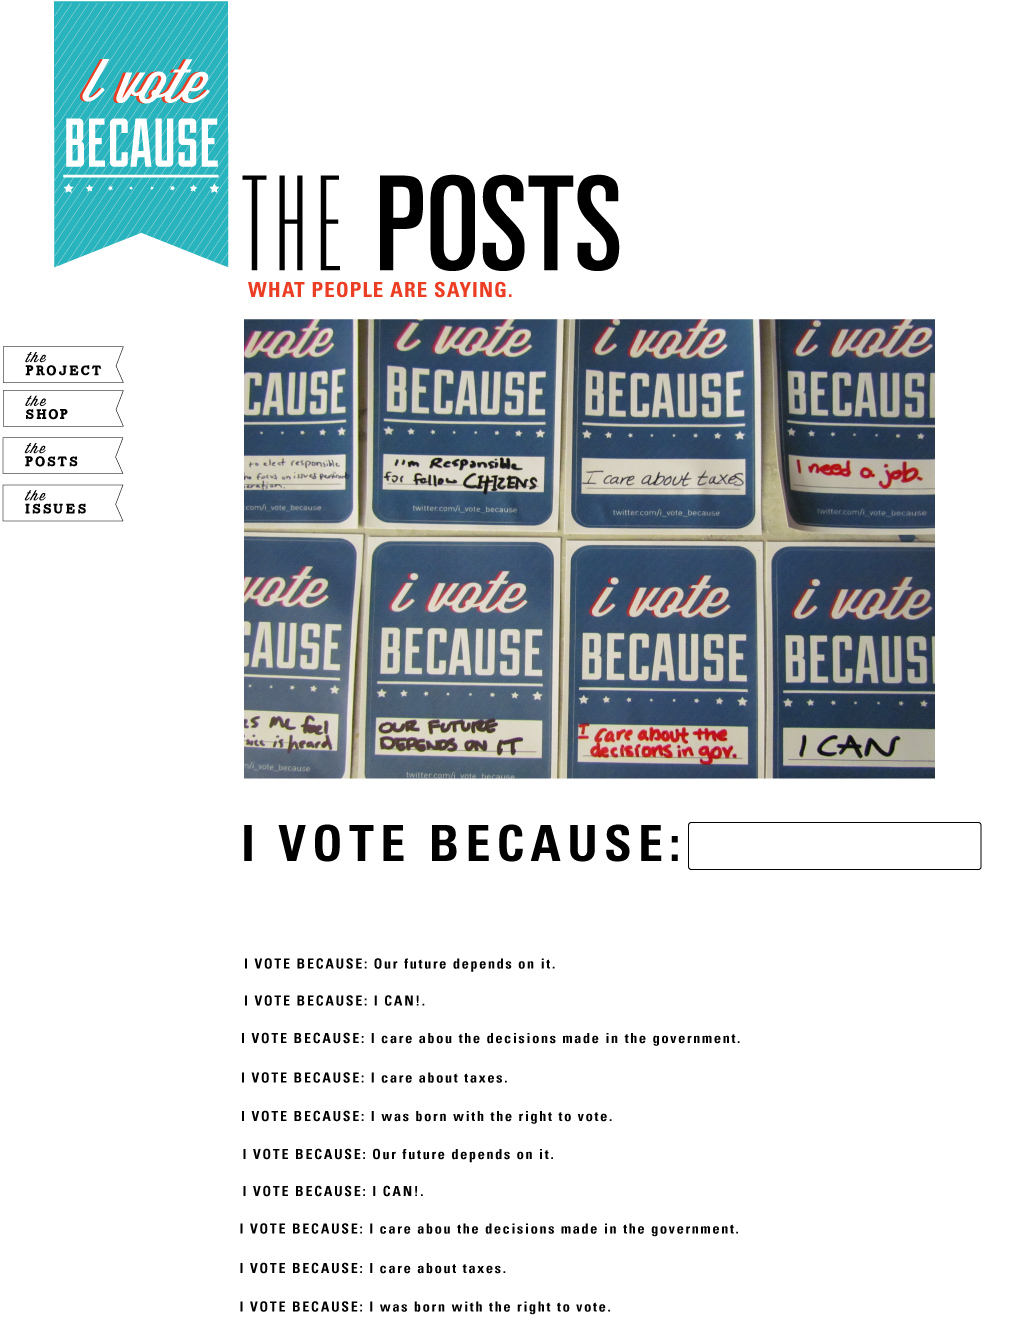 I vote
BECAUSE
THE POSTS
WHAT PEOPLE ARE SAYING.
the
PROJECT
the
SHOP
the
POSTS
the
ISSUES
vote
CAUSE
to elect responsible
focus on issues
i vote
BECAUSE
I'm Responsible
for fellow CITIZENS
twitter.com/i_vote_because
i vote
BECAUSE
I care about taxes
twitter.com/i_vote_because
i vote
BECAUS
I need a job.
twitter.com/i_vote_because
.com/i_vote_because
vote
CAUSE
es me feel
is heard
/i_vote_because
i vote
BECAUSE
OUR FUTURE
DEPENDS ON IT
twitter.com/i_vote_because
i vote
BECAUSE
I care about the
decisions in gov.
i vote
BECAUS
I CAN
I VOTE BECAUSE:
I VOTE BECAUSE: Our future depends on it.
I VOTE BECAUSE: I CAN!.
I VOTE BECAUSE: I care abou the decisions made in the government.
I VOTE BECAUSE: I care about taxes.
I VOTE BECAUSE: I was born with the right to vote.
I VOTE BECAUSE: Our future depends on it.
I VOTE BECAUSE: I CAN!.
I VOTE BECAUSE: I care abou the decisions made in the government.
I VOTE BECAUSE: I care about taxes.
I VOTE BECAUSE: I was born with the right to vote.